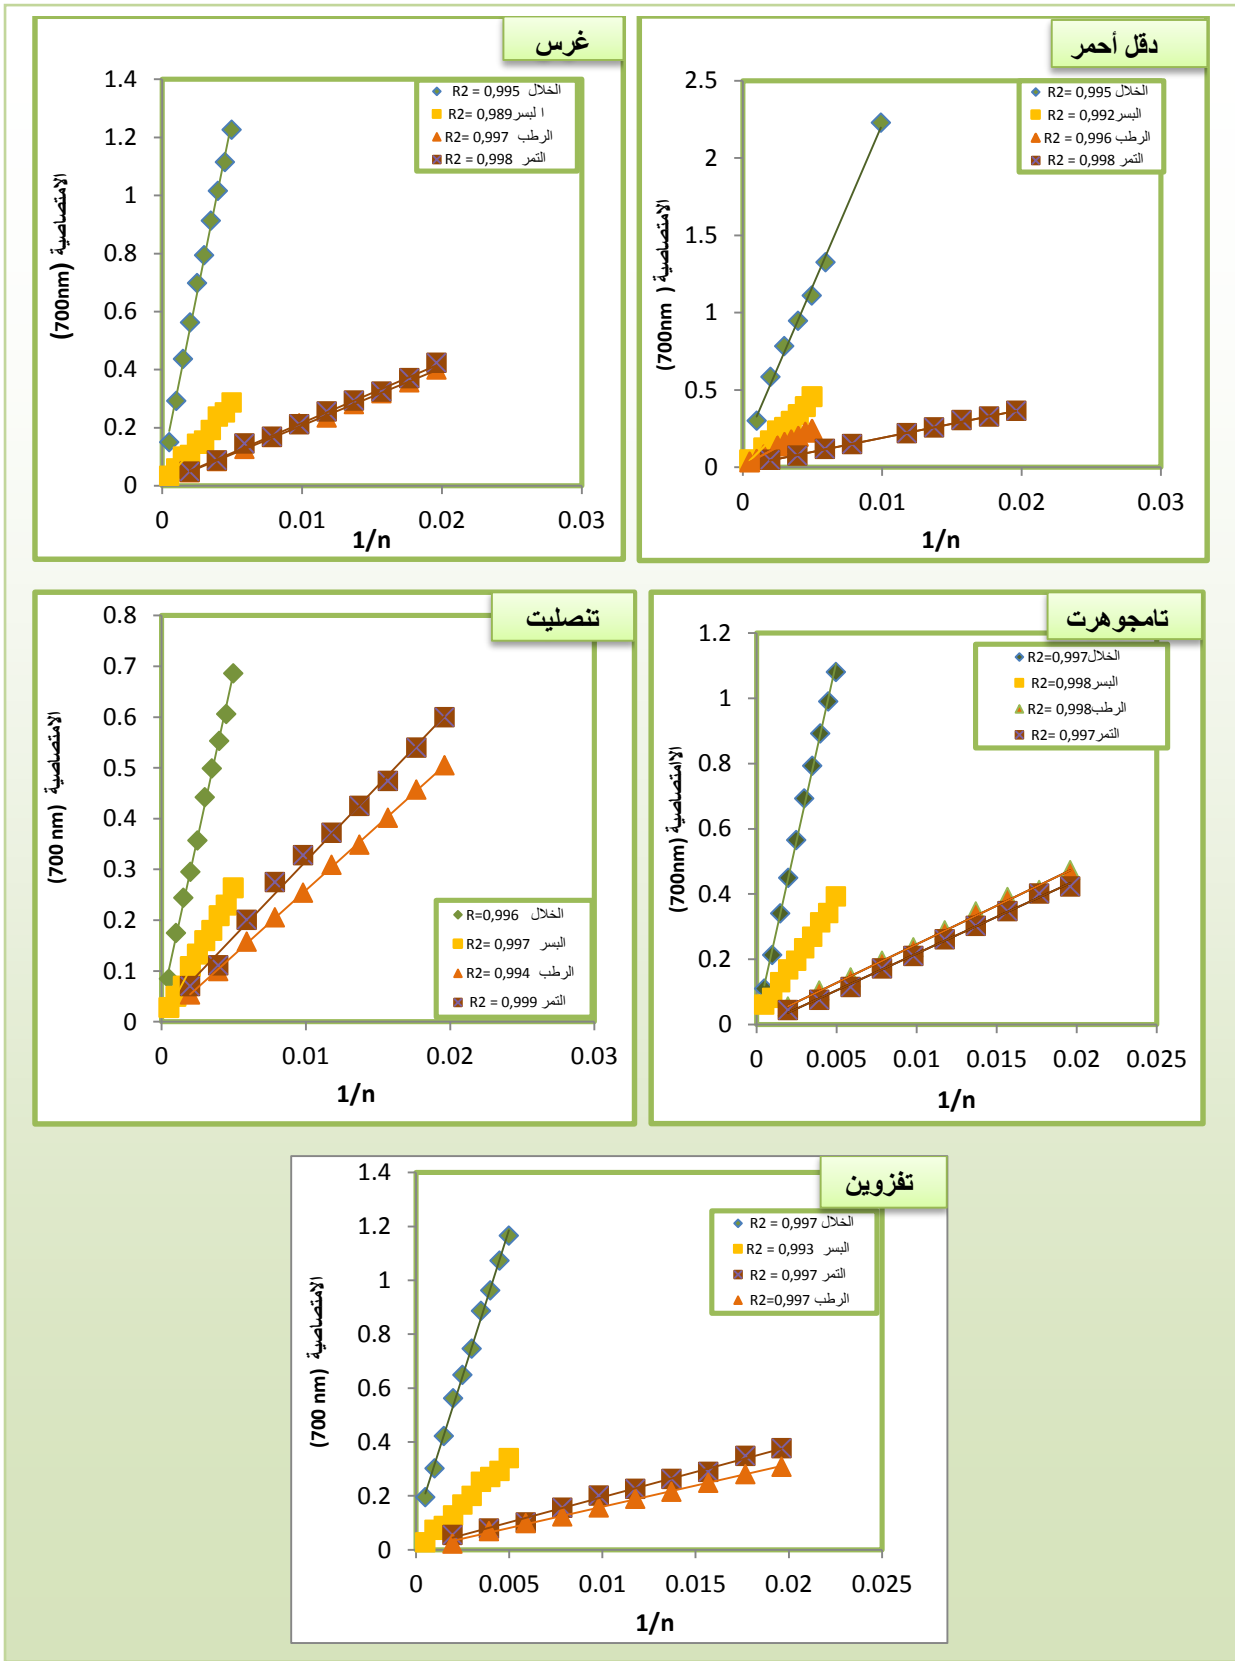 غرس
1.4
1.2
1
0.8
0.6
0.4
0.2
0
0
0.01
0.02
0.03
1/n
الامتصاصية (700nm)
الخلال R2 = 0,995
ا لبسر R2= 0,989
الرطب R2= 0,997
التمر R2 = 0,998
دقل أحمر
2.5
2
1.5
1
0.5
0
0
0.01
0.02
0.03
1/n
الامتصاصية ( 700nm)
الخلال R2 = 0,995
البسر R2 = 0,992
الرطب R2 = 0,996
التمر R2 = 0,998
تنصليت
0.8
0.7
0.6
0.5
0.4
0.3
0.2
0.1
0
0
0.01
0.02
0.03
1/n
الامتصاصية (700 nm)
الخلال R=0,996
البسر R2= 0,997
الرطب R2= 0,994
التمر R2 = 0,999
تامجوهرت
1.2
1
0.8
0.6
0.4
0.2
0
0
0.005
0.01
0.015
0.02
0.025
1/n
الاامتصاصية (700nm)
الخلال R2=0,997
البسر R2=0,998
الرطب R2= 0,998
التمر R2= 0,997
تفزوين
1.4
1.2
1
0.8
0.6
0.4
0.2
0
0
0.005
0.01
0.015
0.02
0.025
1/n
الامتصاصية (700 nm)
الخلال R2 = 0,997
البسر R2 = 0,993
التمر R2 = 0,997
الرطب R2=0,997